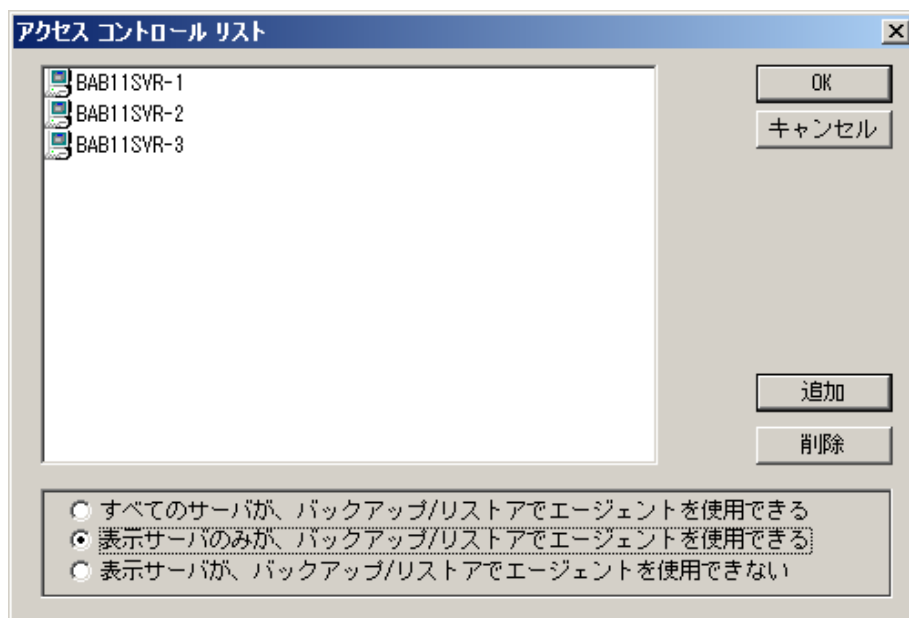 アクセス コントロール リスト
BAB11SVR-1
BAB11SVR-2
BAB11SVR-3
OK
キャンセル
追加
削除
すべてのサーバが、バックアップ/リストアでエージェントを使用できる
表示サーバのみが、バックアップ/リストアでエージェントを使用できる
表示サーバが、バックアップ/リストアでエージェントを使用できない